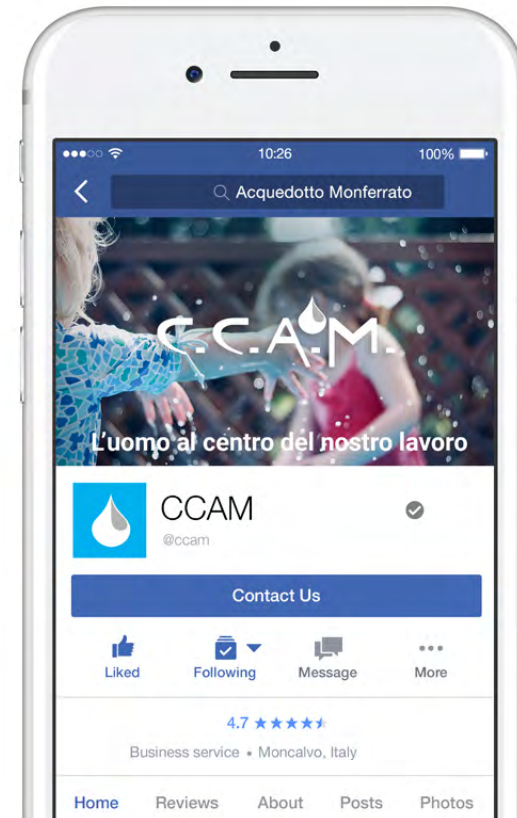 10:26
100%
Acquedotto Monferrato
C.C.A.M.
L'uomo al centro del nostro lavoro
CCAM
@ccam
Contact Us
Liked Following Message More
4.7
Business service • Moncalvo, Italy
Home Reviews About Posts Photos